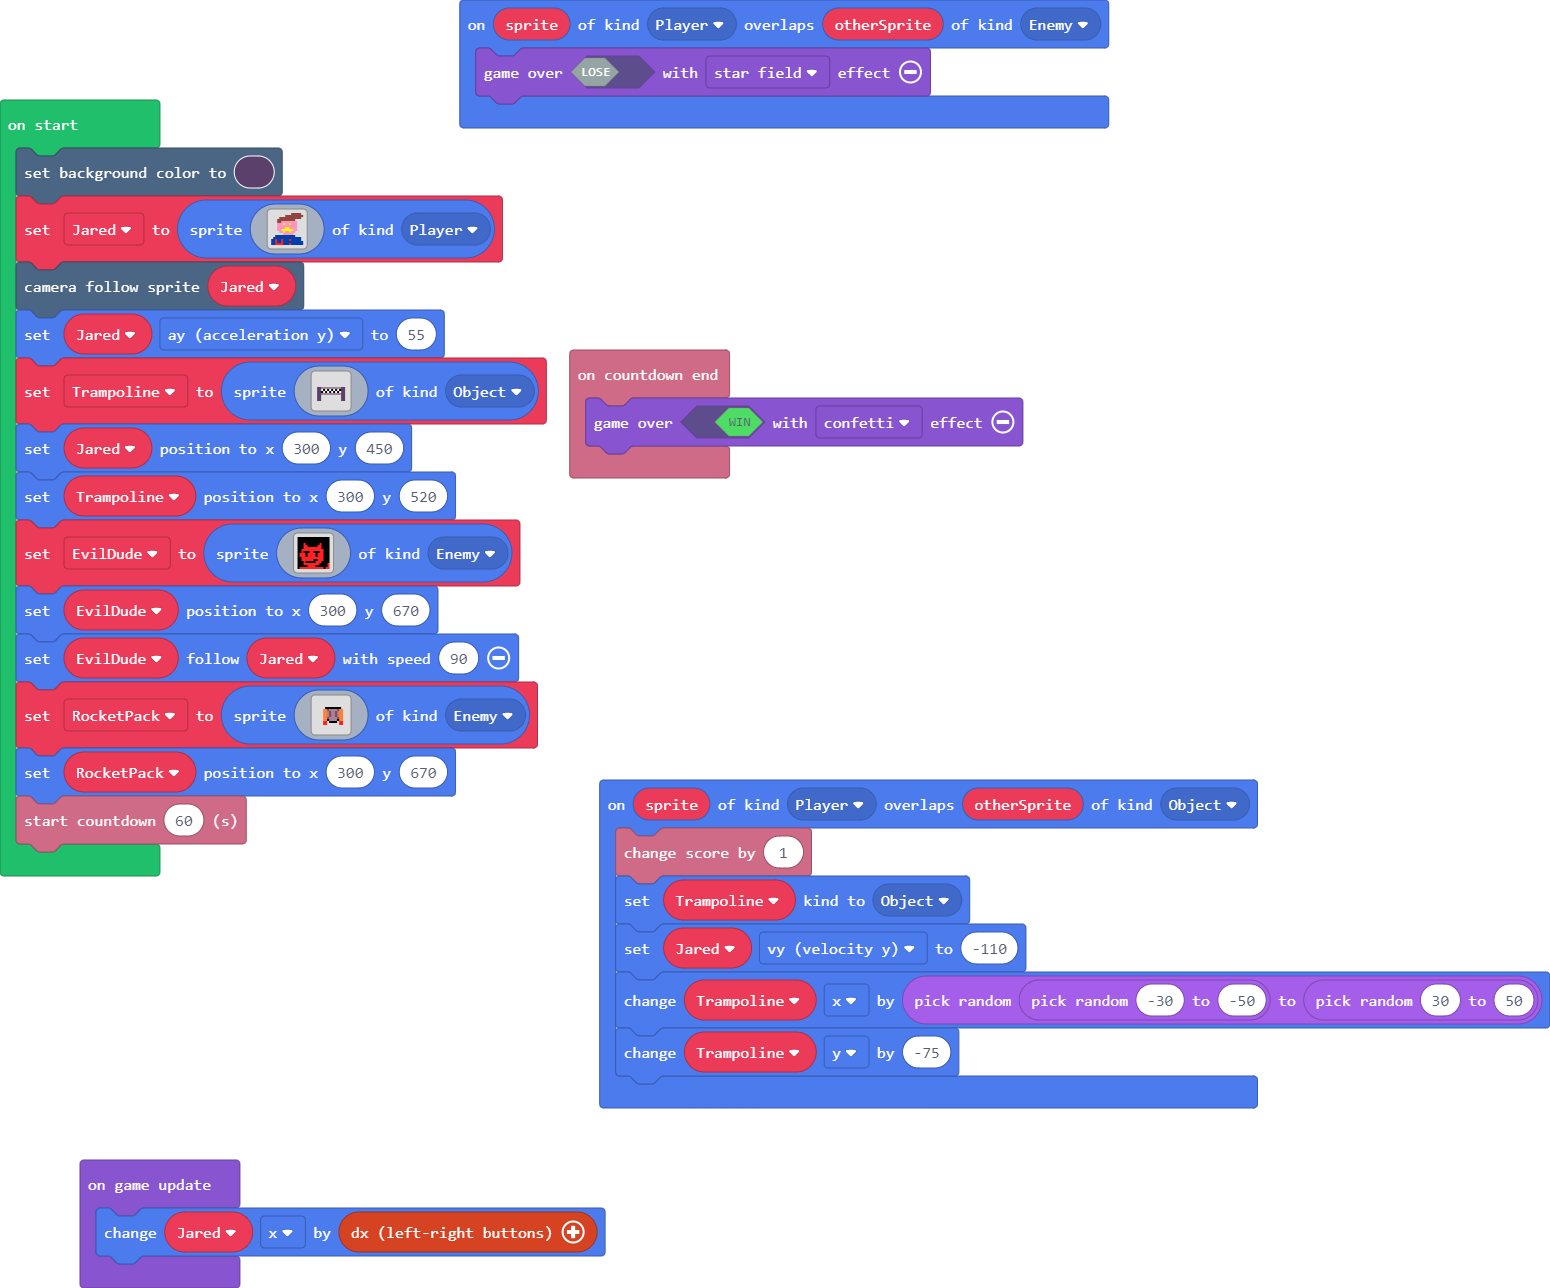 on sprite of kind Player overlaps otherSprite of kind Enemy
game over LOSE with star field effect
on start
set background color to
set Jared to sprite of kind Player
camera follow sprite Jared
set Jared ay (acceleration y) to 55
set Trampoline to sprite of kind Object
set Jared position to x 300 y 450
set Trampoline position to x 300 y 520
set EvilDude to sprite of kind Enemy
set EvilDude position to x 300 y 670
set EvilDude follow Jared with speed 90
set RocketPack to sprite of kind Enemy
set RocketPack position to x 300 y 670
start countdown 60 (s)
on countdown end
game over WIN with confetti effect
on sprite of kind Player overlaps otherSprite of kind Object
change score by 1
set Trampoline kind to Object
set Jared vy (velocity y) to -110
change Trampoline x by pick random pick random -30 to -50 to pick random 30 to 50
change Trampoline y by -75
on game update
change Jared x by dx (left-right buttons)